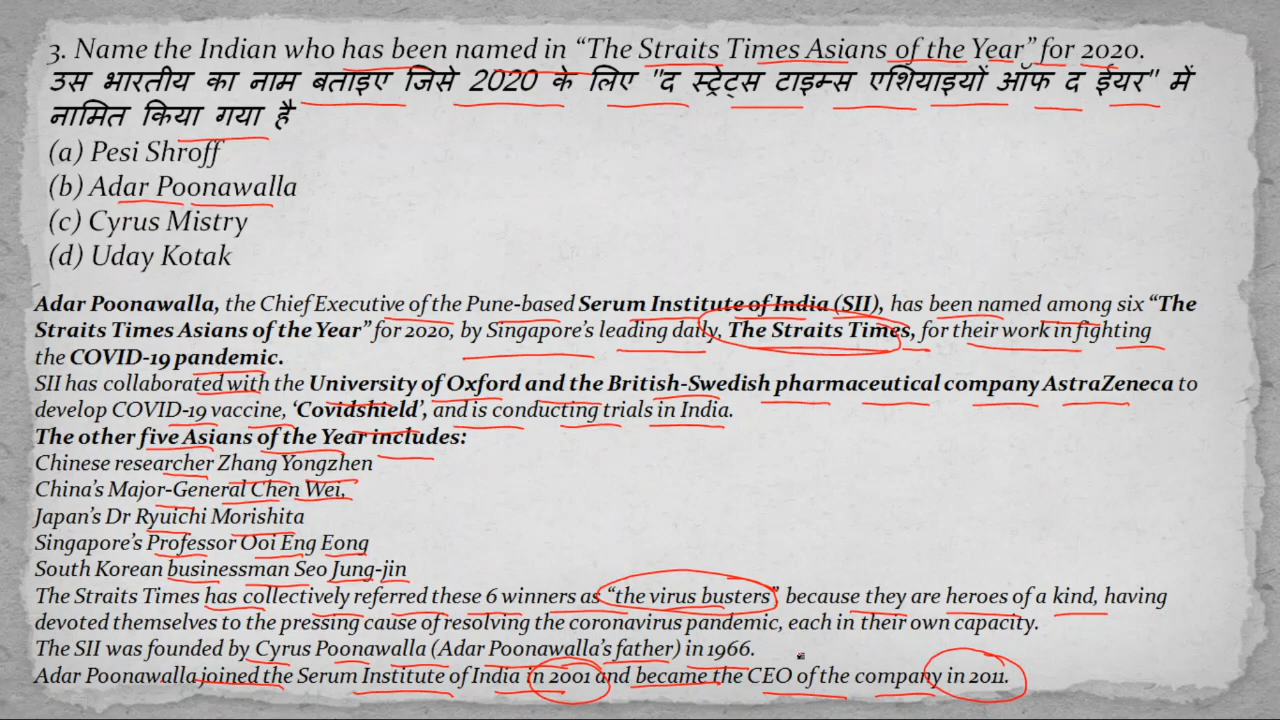 3. Name the Indian who has been named in “The Straits Times Asians of the Year” for 2020.
उस भारतीय का नाम बताइए जिसे 2020 के लिए "द स्ट्रेट्स टाइम्स एशियाइयों ऑफ द ईयर" में
नामित किया गया है
(a) Pesi Shroff
(b) Adar Poonawalla
(c) Cyrus Mistry
(d) Uday Kotak
Adar Poonawalla, the Chief Executive of the Pune-based Serum Institute of India (SII), has been named among six “The
Straits Times Asians of the Year” for 2020, by Singapore’s leading daily, The Straits Times, for their work in fighting
the COVID-19 pandemic.
SII has collaborated with the University of Oxford and the British-Swedish pharmaceutical company AstraZeneca to
develop COVID-19 vaccine, ‘Covidshield’, and is conducting trials in India.
The other five Asians of the Year includes:
Chinese researcher Zhang Yongzhen
China’s Major-General Chen Wei,
Japan’s Dr Ryuichi Morishita
Singapore’s Professor Ooi Eng Eong
South Korean businessman Seo Jung-jin
The Straits Times has collectively referred these 6 winners as “the virus busters” because they are heroes of a kind, having
devoted themselves to the pressing cause of resolving the coronavirus pandemic, each in their own capacity.
The SII was founded by Cyrus Poonawalla (Adar Poonawalla’s father) in 1966.
Adar Poonawalla joined the Serum Institute of India in 2001 and became the CEO of the company in 2011.